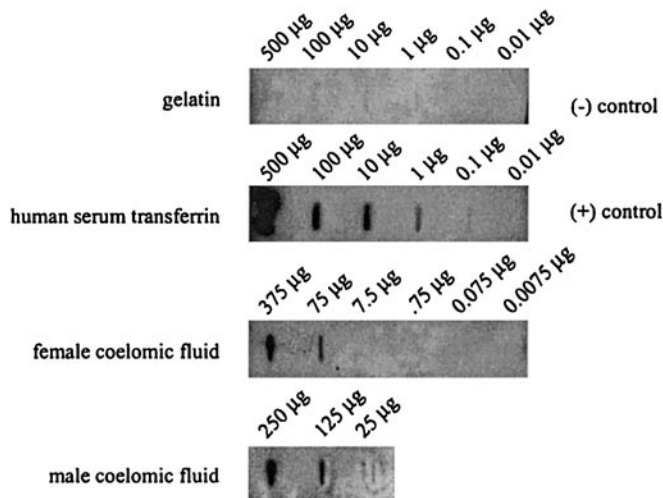 500 µg 100 µg 10 µg 1 µg 0.1 µg 0.01 µg
gelatin (-) control
500 µg 100 µg 10 µg 1 µg 0.1 µg 0.01 µg
human serum transferrin (+) control
375 µg 75 µg 7.5 µg .75 µg 0.075 µg 0.0075 µg
female coelomic fluid
250 µg 125 µg 25 µg
male coelomic fluid